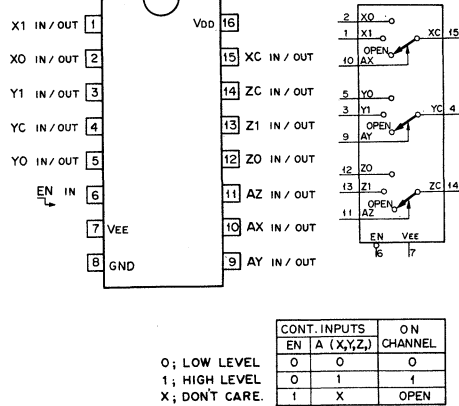 X1 IN / OUT 1
X0 IN / OUT 2
Y1 IN / OUT 3
YC IN / OUT 4
Y0 IN / OUT 5
EN IN 6
7 VEE
8 GND
VDD 16
15 XC IN / OUT
14 ZC IN / OUT
13 Z1 IN / OUT
12 Z0 IN / OUT
11 AZ IN / OUT
10 AX IN / OUT
9 AY IN / OUT
2 X0
1 X1 XC 15
OPEN
10 AX
5 Y0
3 Y1 YC 4
OPEN
9 AY
12 Z0
13 Z1 ZC 14
OPEN
11 AZ
EN VEE
6 7
CONT. INPUTS ON CHANNEL
EN A (X,Y,Z,)
0 0 0
0 1 1
1 X OPEN
0 ; LOW LEVEL
1 ; HIGH LEVEL
X ; DON'T CARE.